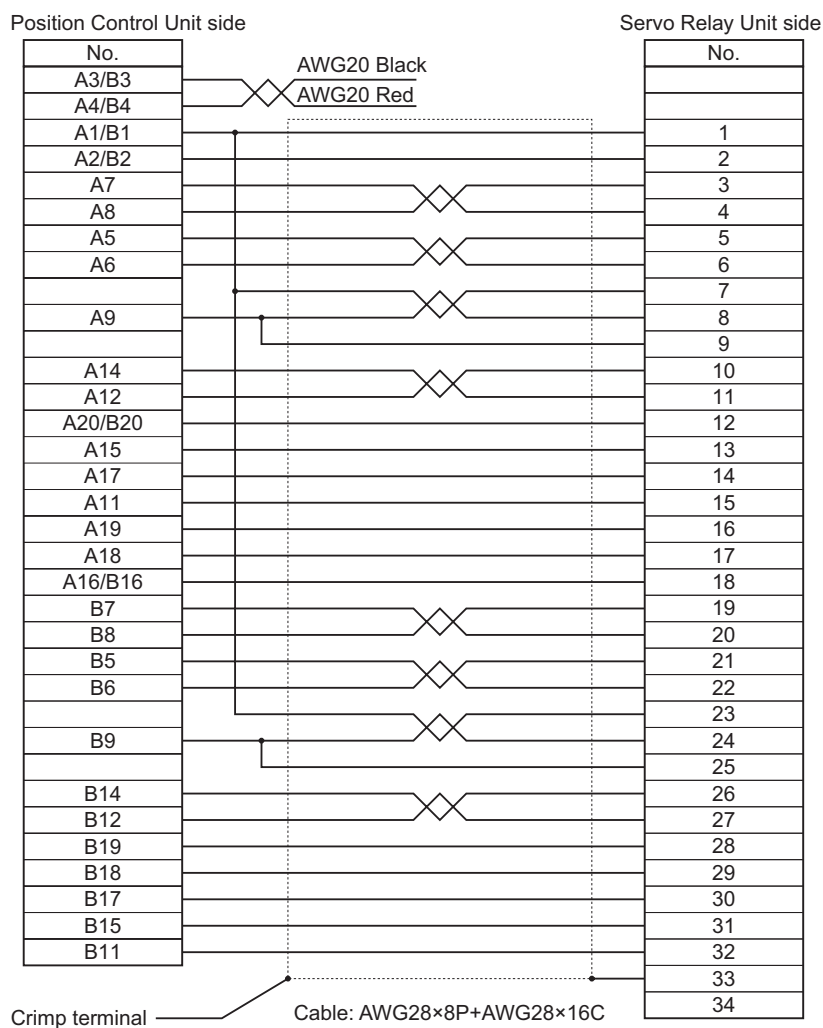 Position Control Unit side Servo Relay Unit side
No. No.
A3/B3 AWG20 Black
A4/B4 AWG20 Red
A1/B1 1
A2/B2 2
A7 3
A8 4
A5 5
A6 6
7
A9 8
9
A14 10
A12 11
A20/B20 12
A15 13
A17 14
A11 15
A19 16
A18 17
A16/B16 18
B7 19
B8 20
B5 21
B6 22
23
B9 24
25
B14 26
B12 27
B19 28
B18 29
B17 30
B15 31
B11 32
33
34
Crimp terminal Cable: AWG28×8P+AWG28×16C